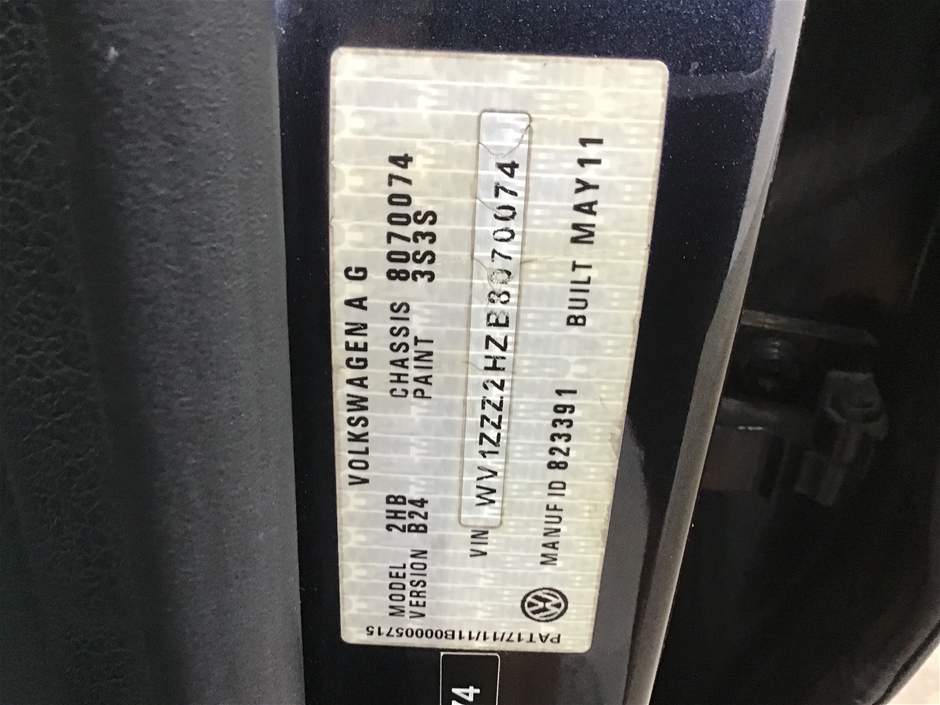 VOLKSWAGEN A G
MODEL 2HB CHASSIS 8070074
VERSION B24 PAINT 3S3S
VIN WV1ZZZ2HZB8070074
MANUF ID 823391 BUILT MAY11
PAT17/11/11B00005715
74